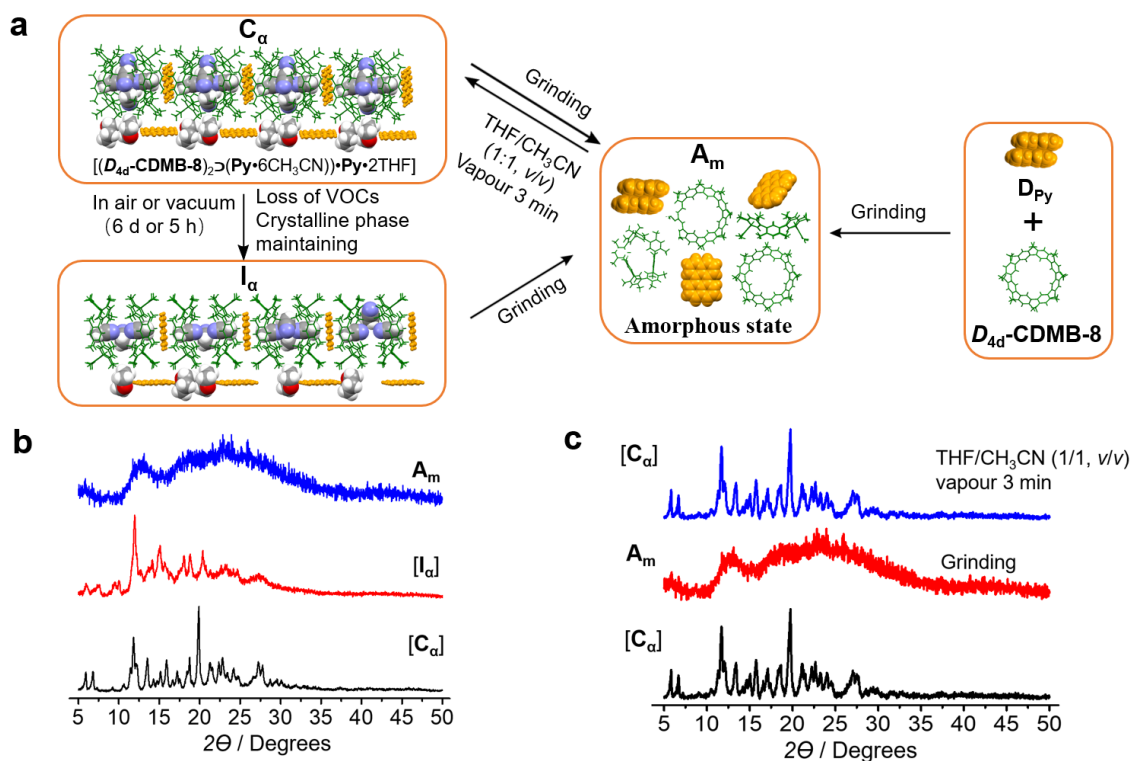 a
Cα
[(D4d-CDMB-8)2⊃(Py•6CH3CN))•Py•2THF]
In air or vacuum
(6 d or 5 h)
Loss of VOCs
Crystalline phase
maintaining
Iα
Grinding
THF/CH3CN
(1:1, v/v)
Vapour 3 min
Grinding
Am
Amorphous state
Grinding
DPy
+
D4d-CDMB-8
b
Am
[Iα]
[Cα]
5 10 15 20 25 30 35 40 45 50
2Θ / Degrees
c
[Cα]
THF/CH3CN (1/1, v/v)
vapour 3 min
Am
Grinding
[Cα]
5 10 15 20 25 30 35 40 45 50
2Θ / Degrees